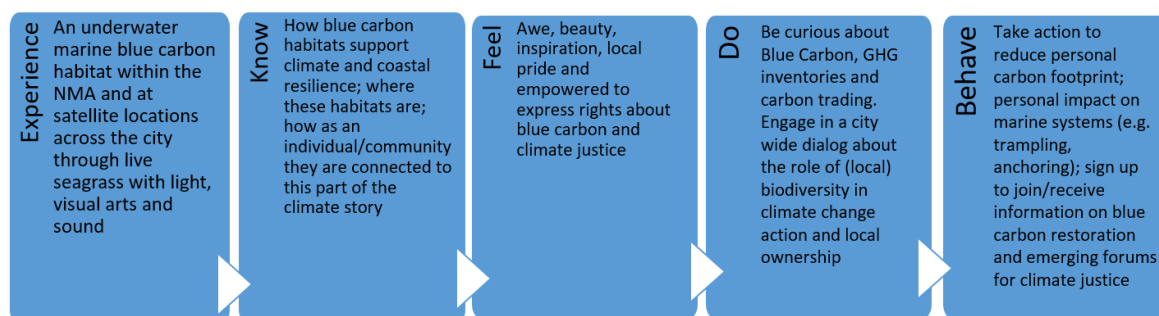 Experience
An underwater
marine blue carbon
habitat within the
NMA and at
satellite locations
across the city
through live
seagrass with light,
visual arts and
sound
Know
How blue carbon
habitats support
climate and coastal
resilience; where
these habitats are;
how as an
individual/community
they are connected to
this part of the
climate story
Feel
Awe, beauty,
inspiration, local
pride and
empowered to
express rights about
blue carbon and
climate justice
Do
Be curious about
Blue Carbon, GHG
inventories and
carbon trading.
Engage in a city
wide dialog about
the role of (local)
biodiversity in
climate change
action and local
ownership
Behave
Take action to
reduce personal
carbon footprint;
personal impact on
marine systems (e.g.
trampling,
anchoring); sign up
to join/receive
information on blue
carbon restoration
and emerging forums
for climate justice